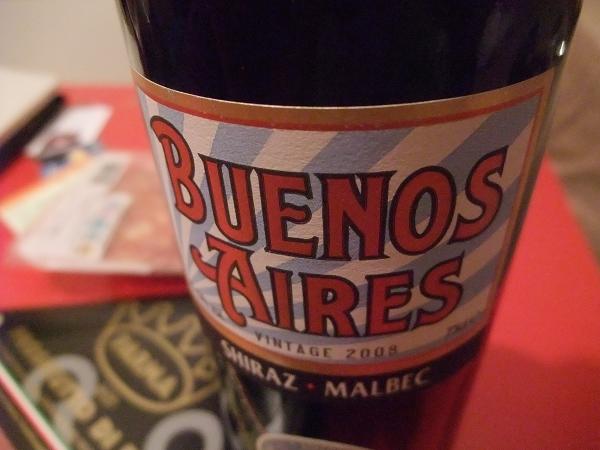 BUENOS
AIRES
VINTAGE 2008
SHIRAZ · MALBEC